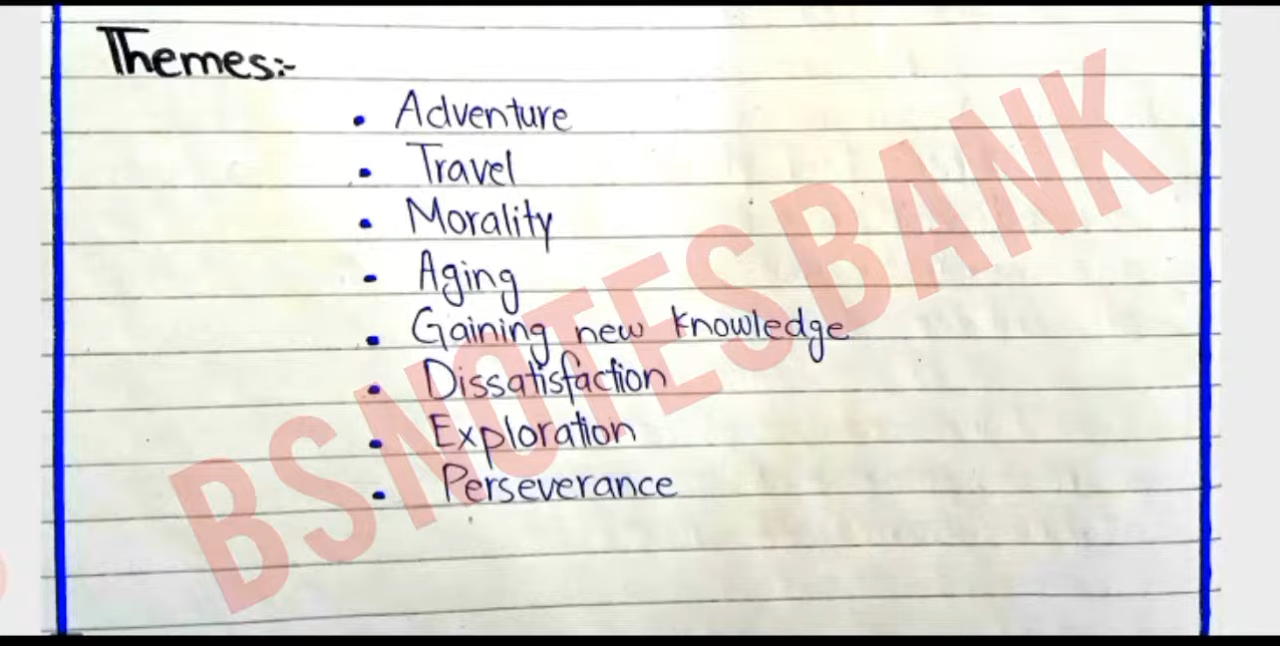 Themes:-
• Adventure
• Travel
• Morality
• Aging
• Gaining new knowledge
• Dissatisfaction
• Exploration
• Perseverance
BSNOTESBANK